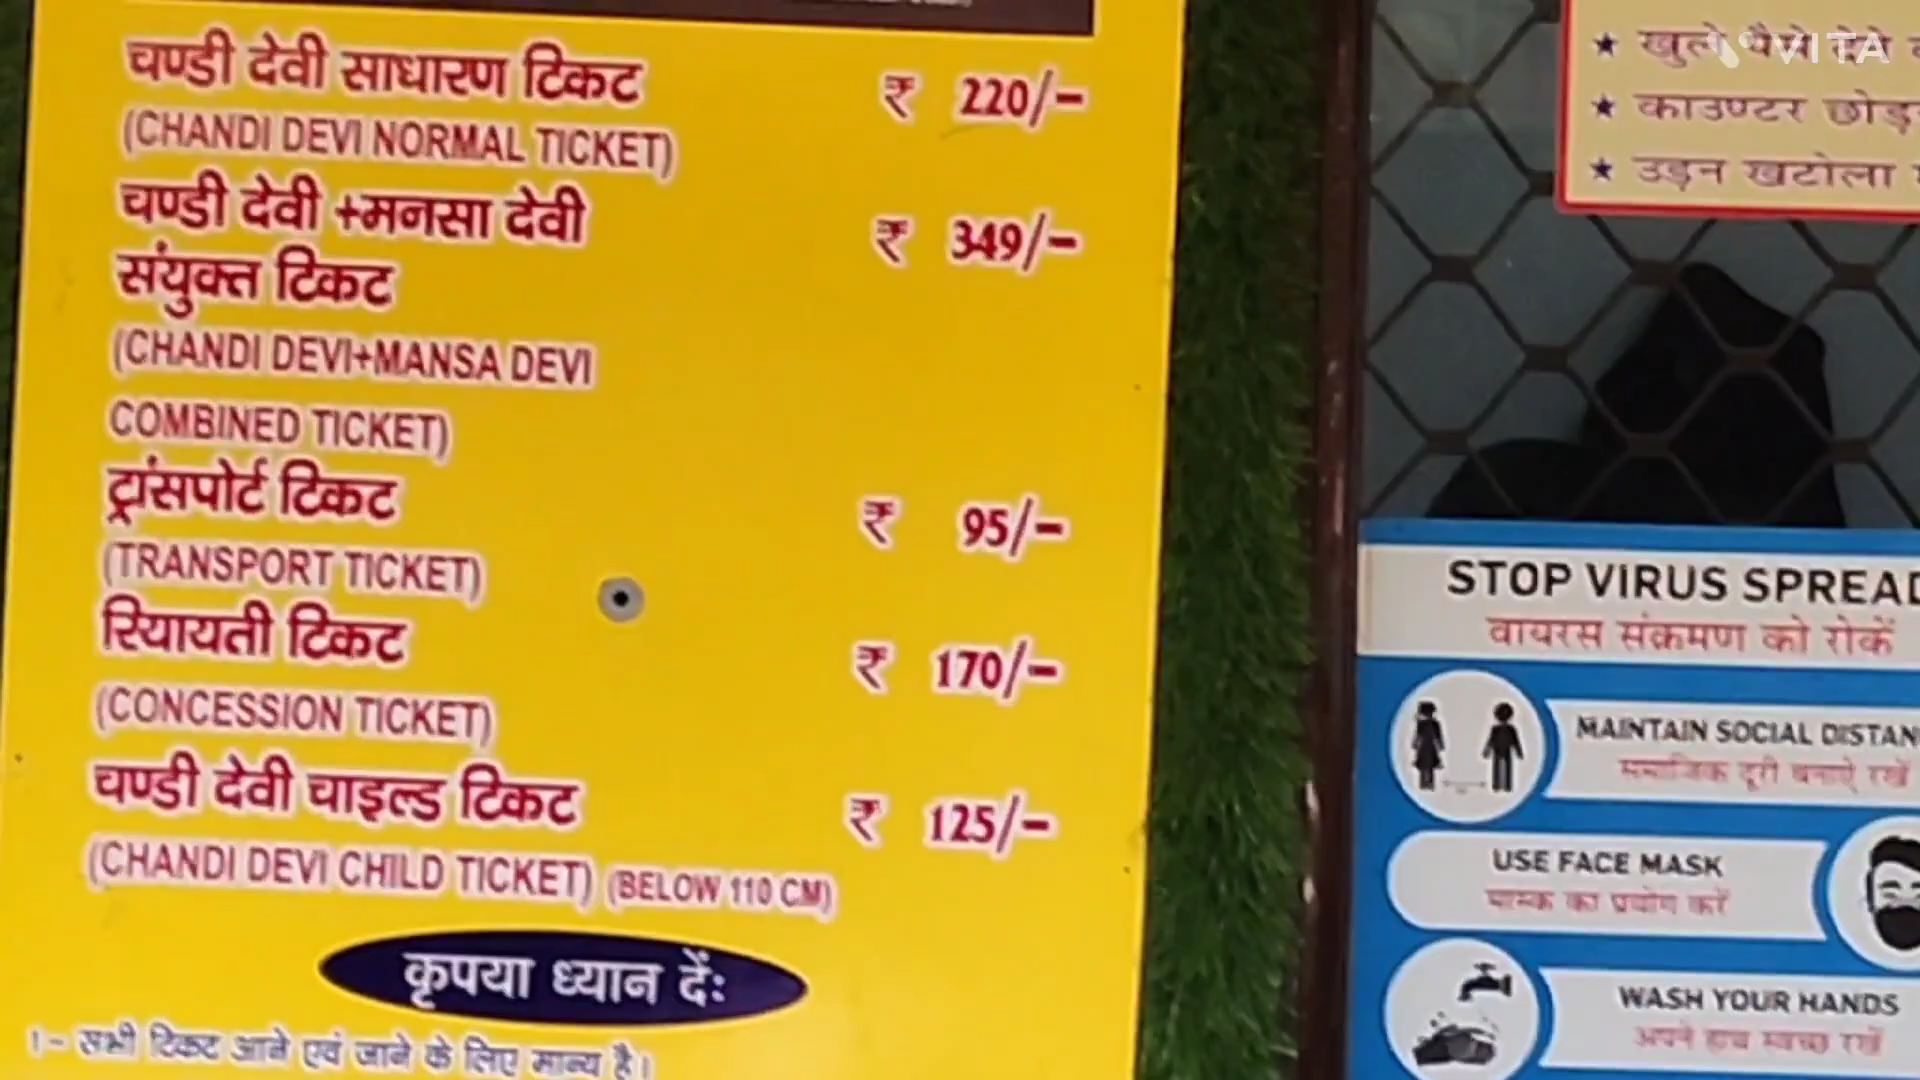 चण्डी देवी साधारण टिकट ₹ 220/-
(CHANDI DEVI NORMAL TICKET)
चण्डी देवी +मनसा देवी ₹ 349/-
संयुक्त टिकट
(CHANDI DEVI+MANSA DEVI
COMBINED TICKET)
ट्रांसपोर्ट टिकट ₹ 95/-
(TRANSPORT TICKET)
रियायती टिकट ₹ 170/-
(CONCESSION TICKET)
चण्डी देवी चाइल्ड टिकट ₹ 125/-
(CHANDI DEVI CHILD TICKET) (BELOW 110 CM)
कृपया ध्यान दें:
1- सभी टिकट आने एवं जाने के लिए मान्य है।
VITA
★ खुले पैसे देने
★ काउण्टर
★ उड़न खटोला
STOP VIRUS SPREAD
वायरस संक्रमण को रोकें
MAINTAIN SOCIAL
सामाजिक दूरी बनाऐ रखें
USE FACE MASK
मास्क का प्रयोग करें
WASH YOUR HANDS
अपने हाथ स्वच्छ रखें